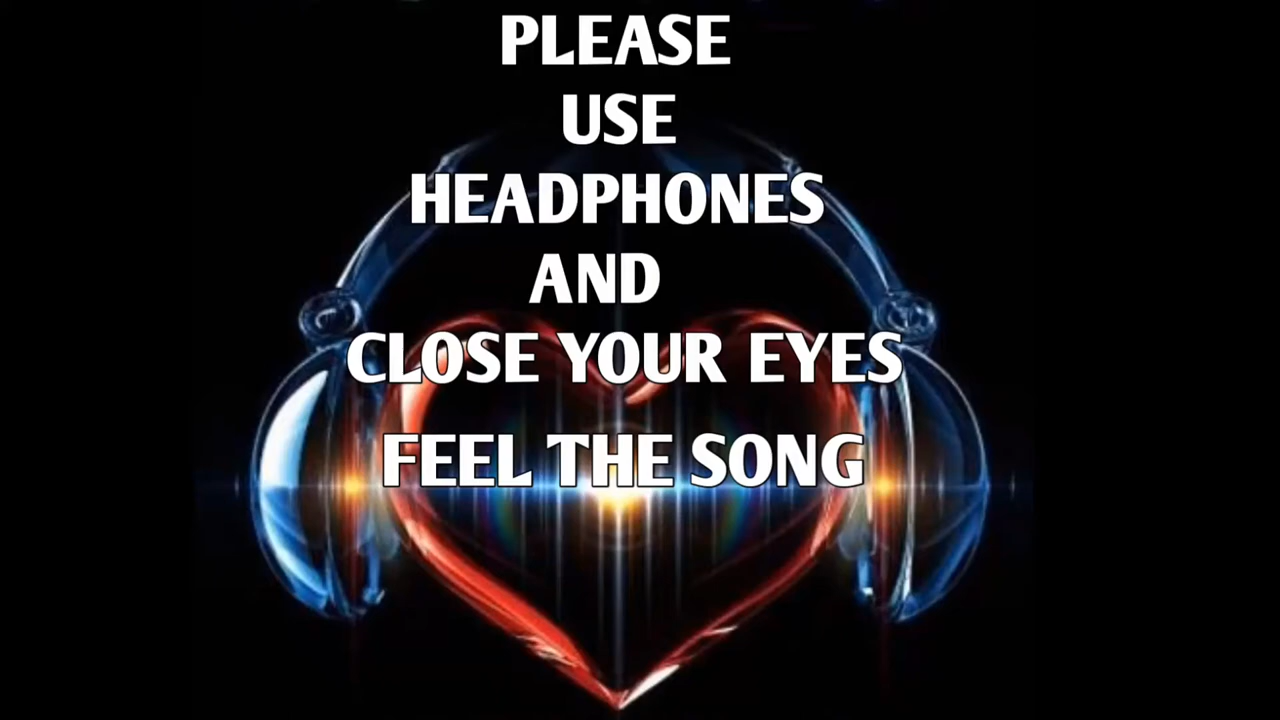 PLEASE
USE
HEADPHONES
AND
CLOSE YOUR EYES
FEEL THE SONG